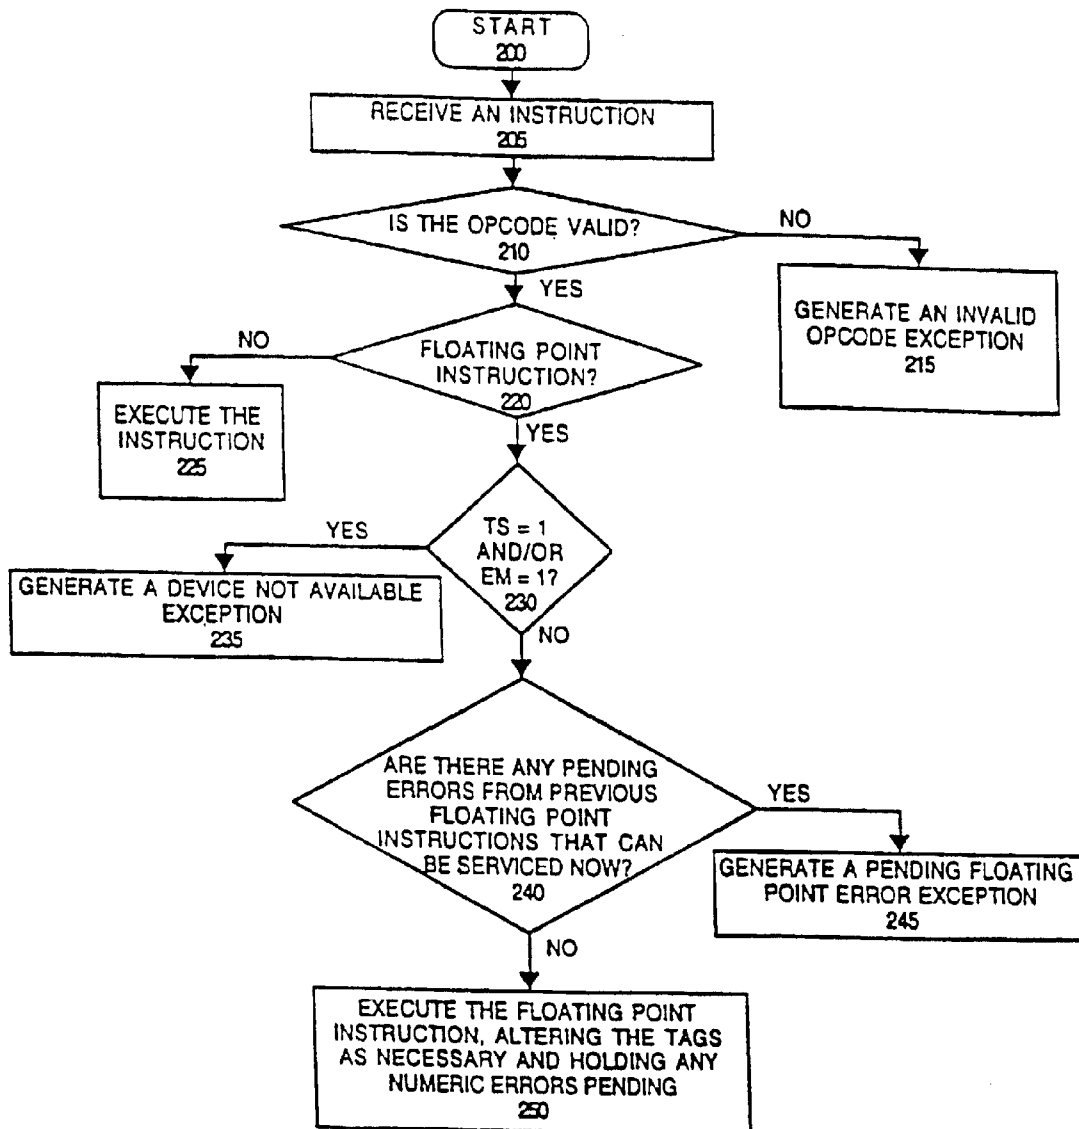 START
200
RECEIVE AN INSTRUCTION
205
IS THE OPCODE VALID?
210
NO
YES
GENERATE AN INVALID
OPCODE EXCEPTION
215
NO
FLOATING POINT
INSTRUCTION?
220
EXECUTE THE
INSTRUCTION
225
YES
YES
TS = 1
AND/OR
EM = 1?
230
GENERATE A DEVICE NOT AVAILABLE
EXCEPTION
235
NO
ARE THERE ANY PENDING
ERRORS FROM PREVIOUS
FLOATING POINT
INSTRUCTIONS THAT CAN
BE SERVICED NOW?
240
YES
GENERATE A PENDING FLOATING
POINT ERROR EXCEPTION
245
NO
EXECUTE THE FLOATING POINT
INSTRUCTION, ALTERING THE TAGS
AS NECESSARY AND HOLDING ANY
NUMERIC ERRORS PENDING
250